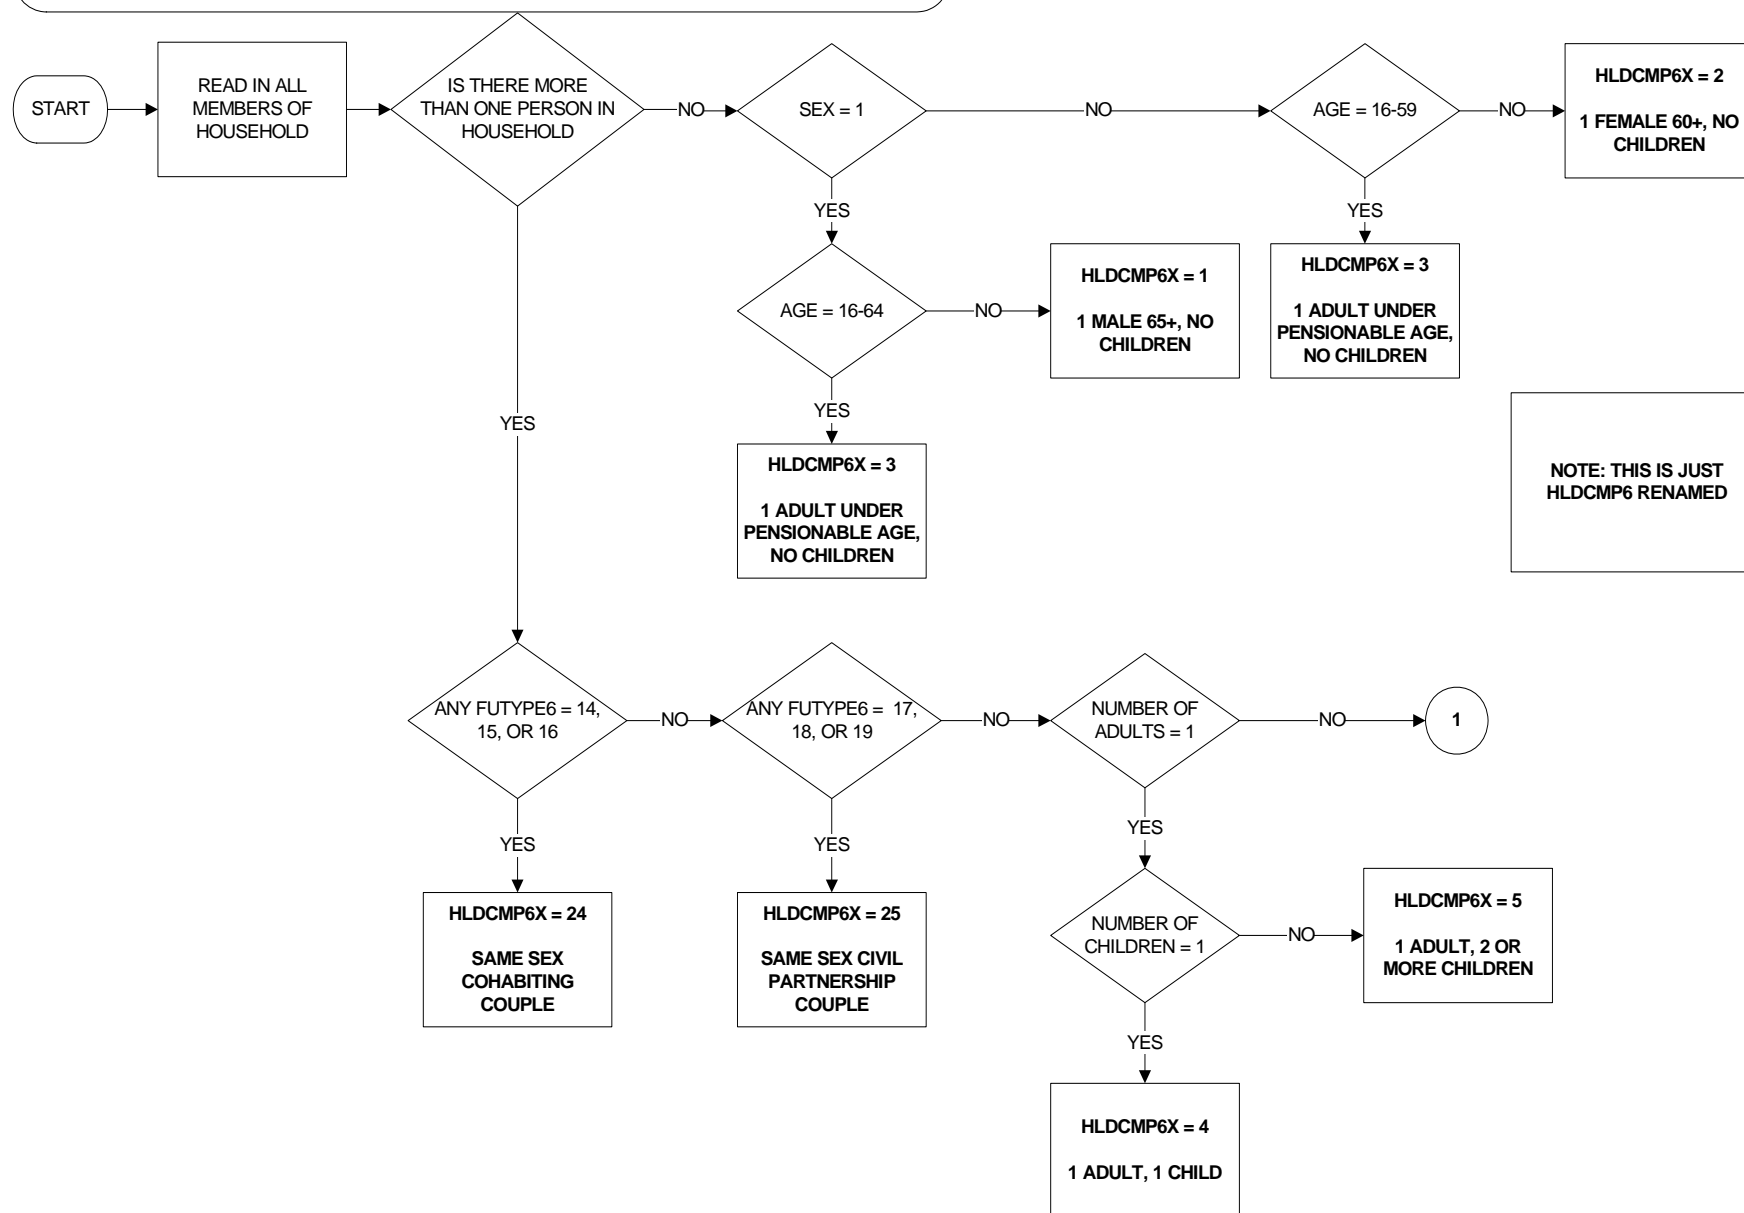 START
READ IN ALL
MEMBERS OF
HOUSEHOLD
IS THERE MORE
THAN ONE PERSON IN
HOUSEHOLD
NO
SEX = 1
NO
AGE = 16-59
NO
HLDCMP6X = 2
1 FEMALE 60+, NO
CHILDREN
YES
YES
AGE = 16-64
NO
HLDCMP6X = 1
1 MALE 65+, NO
CHILDREN
HLDCMP6X = 3
1 ADULT UNDER
PENSIONABLE AGE,
NO CHILDREN
YES
YES
HLDCMP6X = 3
1 ADULT UNDER
PENSIONABLE AGE,
NO CHILDREN
NOTE: THIS IS JUST
HLDCMP6 RENAMED
ANY FUTYPE6 = 14,
15, OR 16
NO
ANY FUTYPE6 = 17,
18, OR 19
NO
NUMBER OF
ADULTS = 1
NO
1
YES
YES
YES
HLDCMP6X = 24
SAME SEX
COHABITING
COUPLE
HLDCMP6X = 25
SAME SEX CIVIL
PARTNERSHIP
COUPLE
NUMBER OF
CHILDREN = 1
NO
HLDCMP6X = 5
1 ADULT, 2 OR
MORE CHILDREN
YES
HLDCMP6X = 4
1 ADULT, 1 CHILD